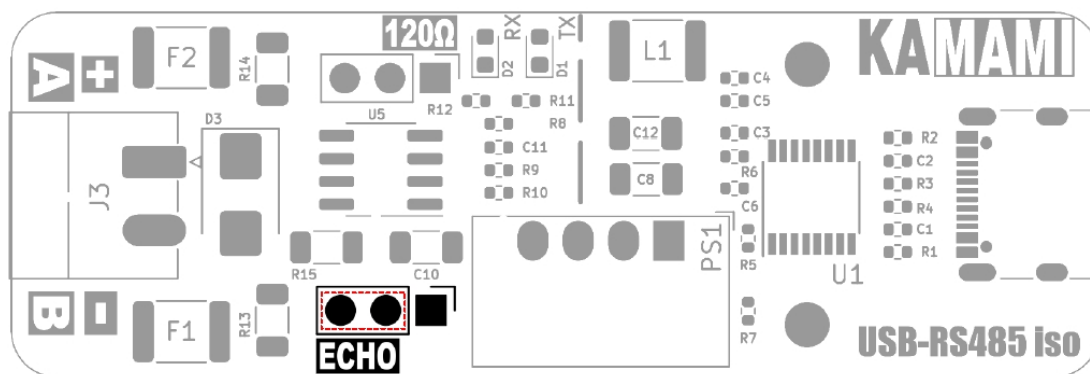 120Ω
RX
TX
KAMAMI
F2
R14
L1
D2
D1
A
+
R12
R11
C4
C5
U5
D3
R8
C12
C3
R2
C11
R9
R6
C2
C8
R3
R10
J3
C6
R4
PS1
C1
R5
R1
R15
C10
U1
B
-
F1
R13
R7
ECHO
USB-RS485 iso